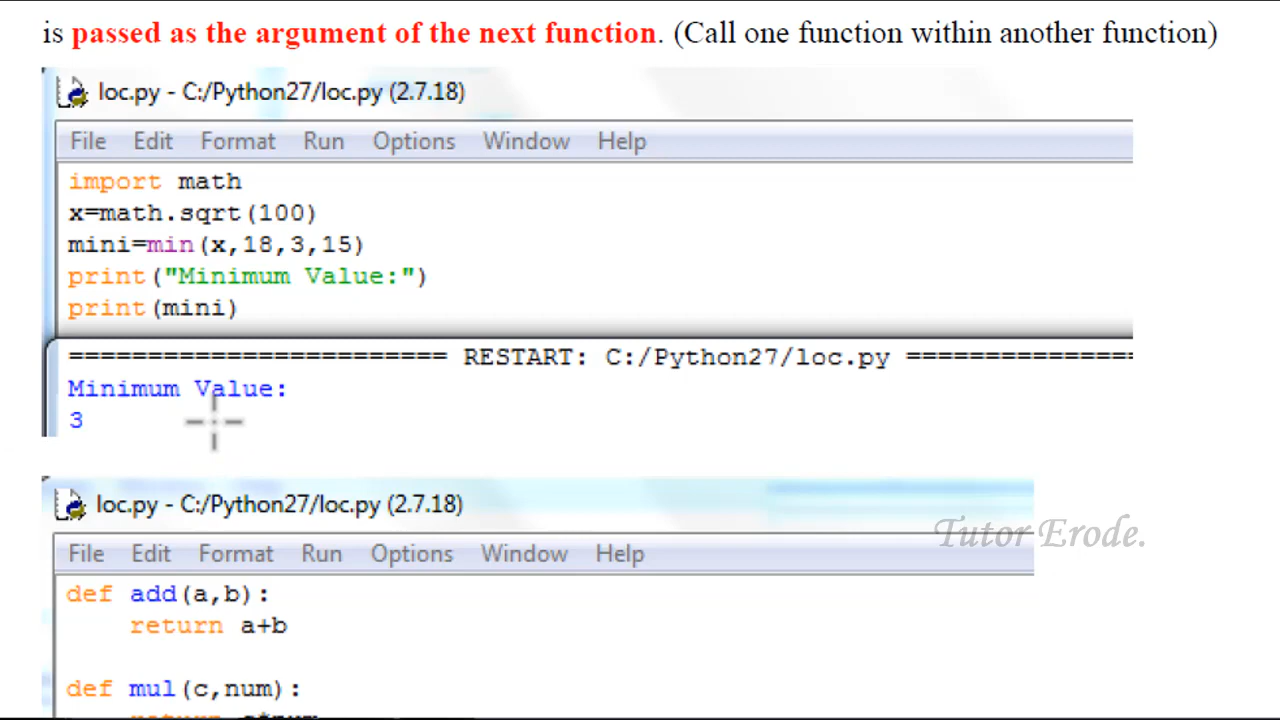 is passed as the argument of the next function. (Call one function within another function)
loc.py - C:/Python27/loc.py (2.7.18)
File Edit Format Run Options Window Help
import math
x=math.sqrt(100)
mini=min(x,18,3,15)
print("Minimum Value:")
print(mini)
======================== RESTART: C:/Python27/loc.py ===============
Minimum Value:
3
loc.py - C:/Python27/loc.py (2.7.18)
Tutor Erode.
File Edit Format Run Options Window Help
def add(a,b):
return a+b
def mul(c,num):